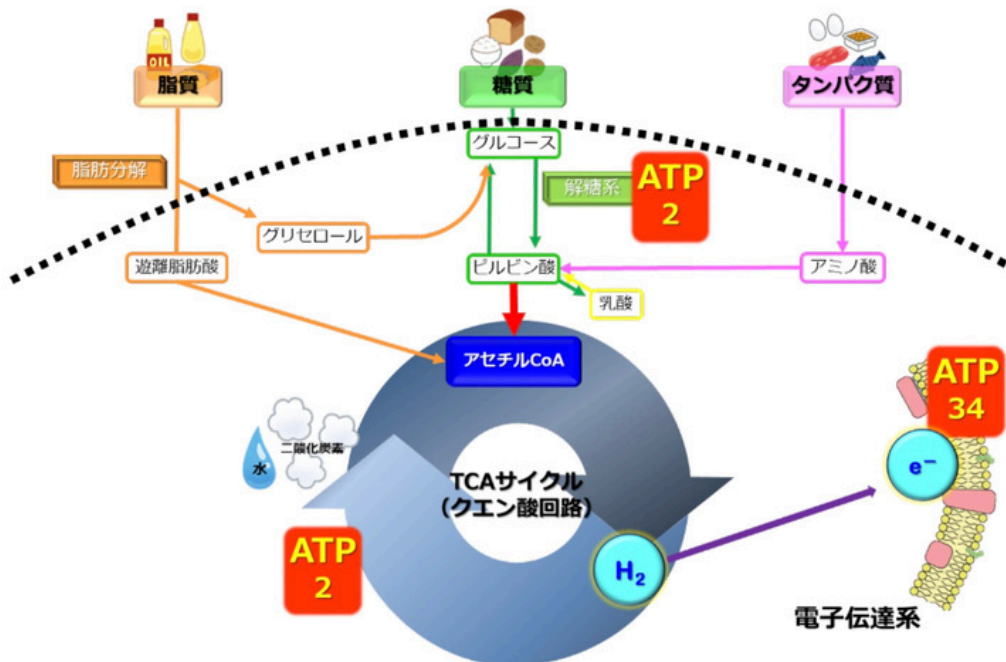 OIL
脂質
糖質
タンパク質
グルコース
脂肪分解
解糖系
ATP
2
グリセロール
遊離脂肪酸
ピルビン酸
アミノ酸
乳酸
アセチルCoA
ATP
34
二酸化炭素
水
e⁻
TCAサイクル
(クエン酸回路)
ATP
2
H₂
電子伝達系